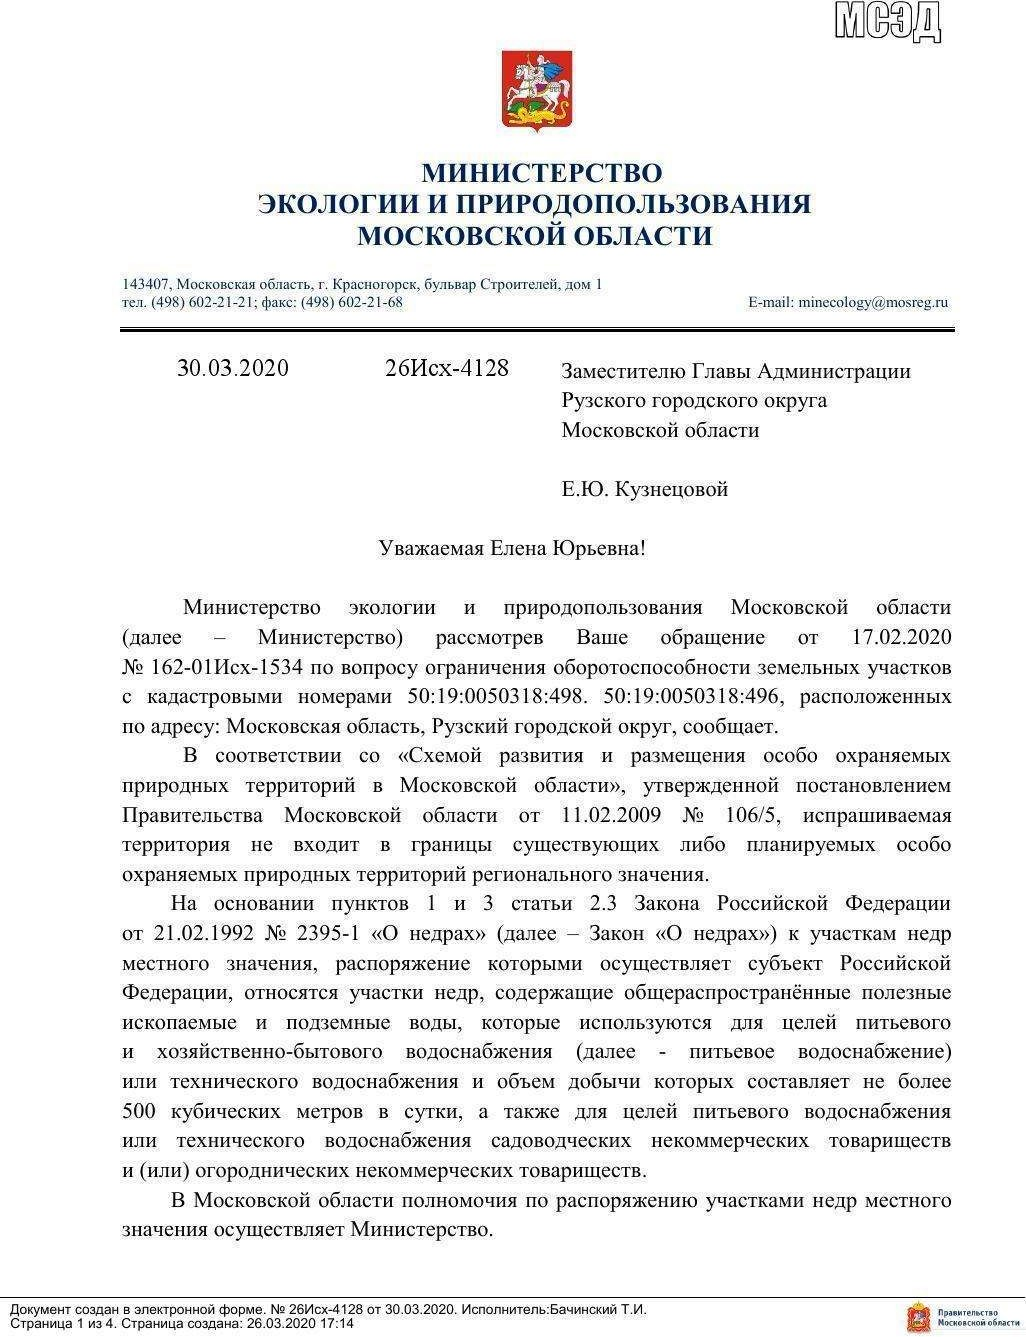 МСЭД
МИНИСТЕРСТВО
ЭКОЛОГИИ И ПРИРОДОПОЛЬЗОВАНИЯ
МОСКОВСКОЙ ОБЛАСТИ
143407, Московская область, г. Красногорск, бульвар Строителей, дом 1
тел. (498) 602-21-21; факс: (498) 602-21-68 E-mail: minecology@mosreg.ru
30.03.2020 26Исх-4128
Заместителю Главы Администрации
Рузского городского округа
Московской области
Е.Ю. Кузнецовой
Уважаемая Елена Юрьевна!
Министерство экологии и природопользования Московской области
(далее – Министерство) рассмотрев Ваше обращение от 17.02.2020
№ 162-01Исх-1534 по вопросу ограничения оборотоспособности земельных участков
с кадастровыми номерами 50:19:0050318:498. 50:19:0050318:496, расположенных
по адресу: Московская область, Рузский городской округ, сообщает.
В соответствии со «Схемой развития и размещения особо охраняемых
природных территорий в Московской области», утвержденной постановлением
Правительства Московской области от 11.02.2009 № 106/5, испрашиваемая
территория не входит в границы существующих либо планируемых особо
охраняемых природных территорий регионального значения.
На основании пунктов 1 и 3 статьи 2.3 Закона Российской Федерации
от 21.02.1992 № 2395-1 «О недрах» (далее – Закон «О недрах») к участкам недр
местного значения, распоряжение которыми осуществляет субъект Российской
Федерации, относятся участки недр, содержащие общераспространённые полезные
ископаемые и подземные воды, которые используются для целей питьевого
и хозяйственно-бытового водоснабжения (далее - питьевое водоснабжение)
или технического водоснабжения и объем добычи которых составляет не более
500 кубических метров в сутки, а также для целей питьевого водоснабжения
или технического водоснабжения садоводческих некоммерческих товариществ
и (или) огороднических некоммерческих товариществ.
В Московской области полномочия по распоряжению участками недр местного
значения осуществляет Министерство.
Документ создан в электронной форме. № 26Исх-4128 от 30.03.2020. Исполнитель:Бачинский Т.И.
Страница 1 из 4. Страница создана: 26.03.2020 17:14
Правительство
Московской области